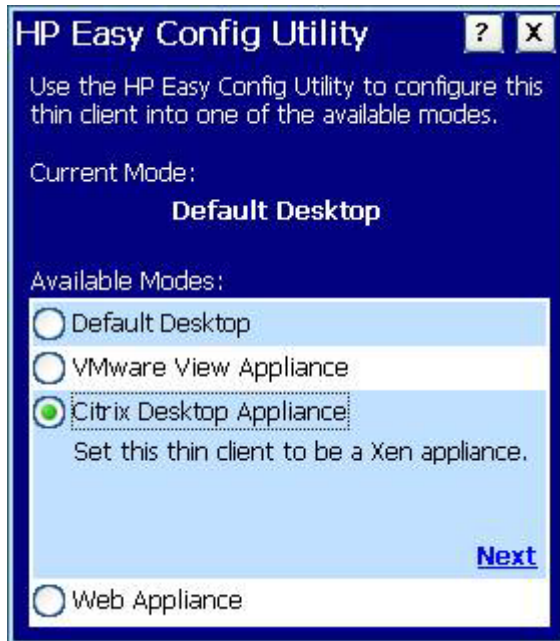 HP Easy Config Utility ? X
Use the HP Easy Config Utility to configure this
thin client into one of the available modes.
Current Mode:
Default Desktop
Available Modes:
Default Desktop
VMware View Appliance
Citrix Desktop Appliance
Set this thin client to be a Xen appliance.
Next
Web Appliance